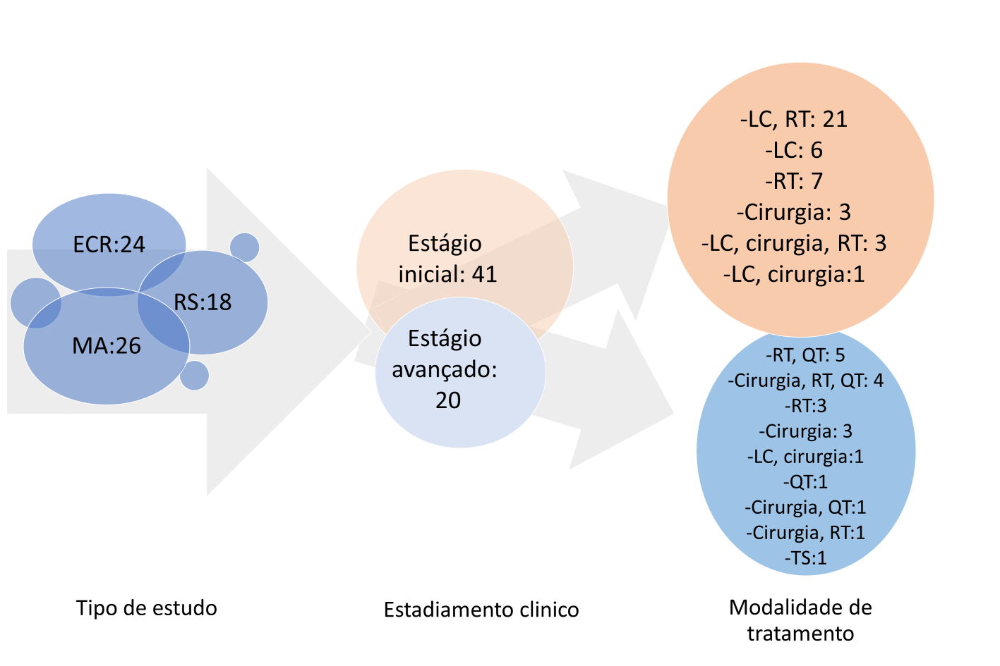 ECR:24
RS:18
MA:26
Tipo de estudo
Estágio
inicial: 41
Estágio
avançado:
20
Estadiamento clinico
-LC, RT: 21
-LC: 6
-RT: 7
-Cirurgia: 3
-LC, cirurgia, RT: 3
-LC, cirurgia:1
-RT, QT: 5
-Cirurgia, RT, QT: 4
-RT:3
-Cirurgia: 3
-LC, cirurgia:1
-QT:1
-Cirurgia, QT:1
-Cirurgia, RT:1
-TS:1
Modalidade de
tratamento